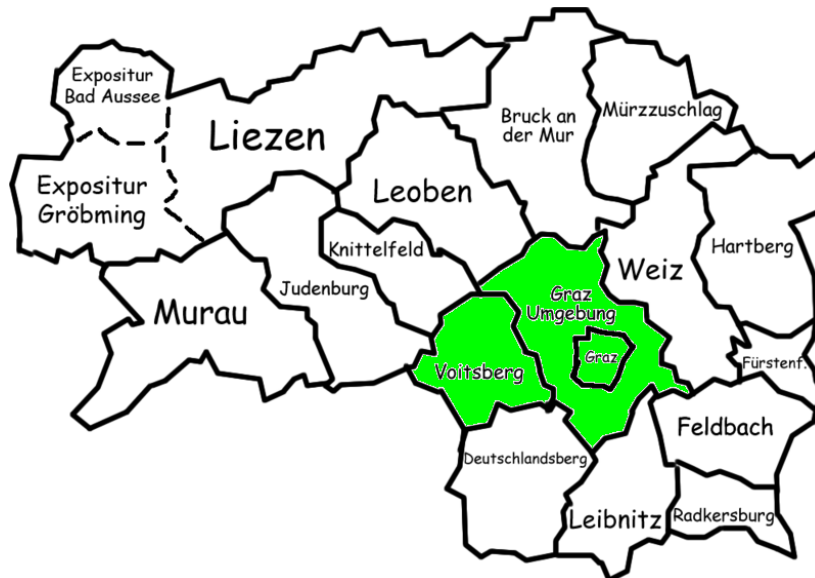 Expositur
Bad Aussee
Liezen
Bruck an
der Mur
Mürzzuschlag
Expositur
Gröbming
Leoben
Knittelfeld
Hartberg
Weiz
Judenburg
Murau
Graz
Umgebung
Graz
Voitsberg
Fürstenf.
Feldbach
Deutschlandsberg
Leibnitz
Radkersburg